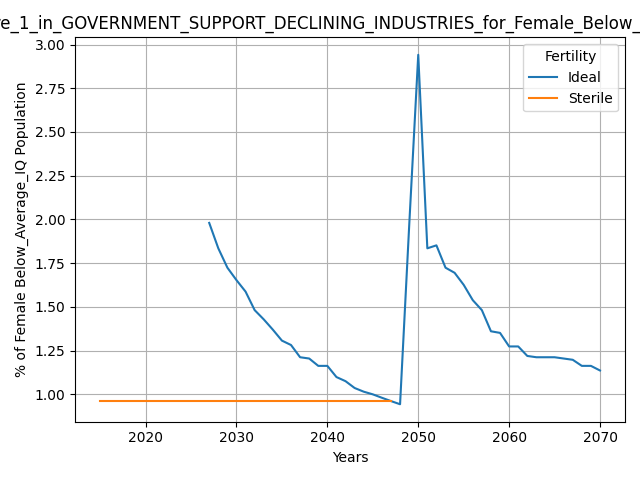 e_1_in_GOVERNMENT_SUPPORT_DECLINING_INDUSTRIES_for_Female_Below_
3.00
2.75
2.50
2.25
2.00
1.75
1.50
1.25
1.00
% of Female Below_Average_IQ Population
Fertility
Ideal
Sterile
2020 2030 2040 2050 2060 2070
Years